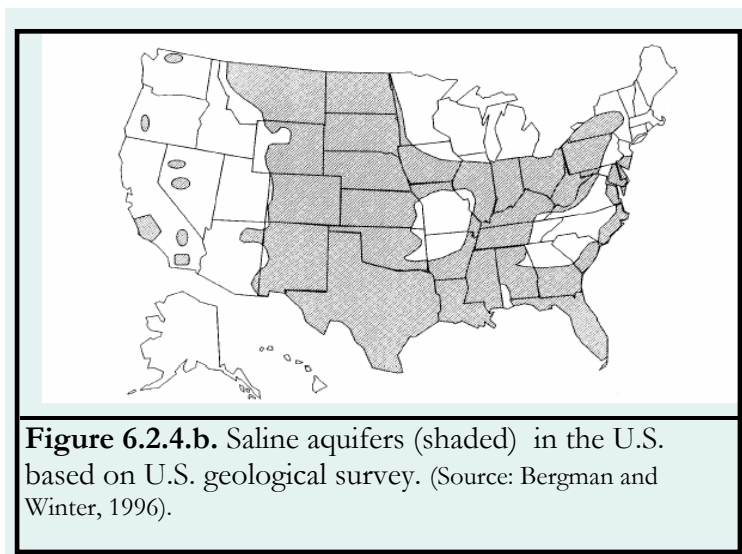 Figure 6.2.4.b. Saline aquifers (shaded) in the U.S.
based on U.S. geological survey. (Source: Bergman and
Winter, 1996).